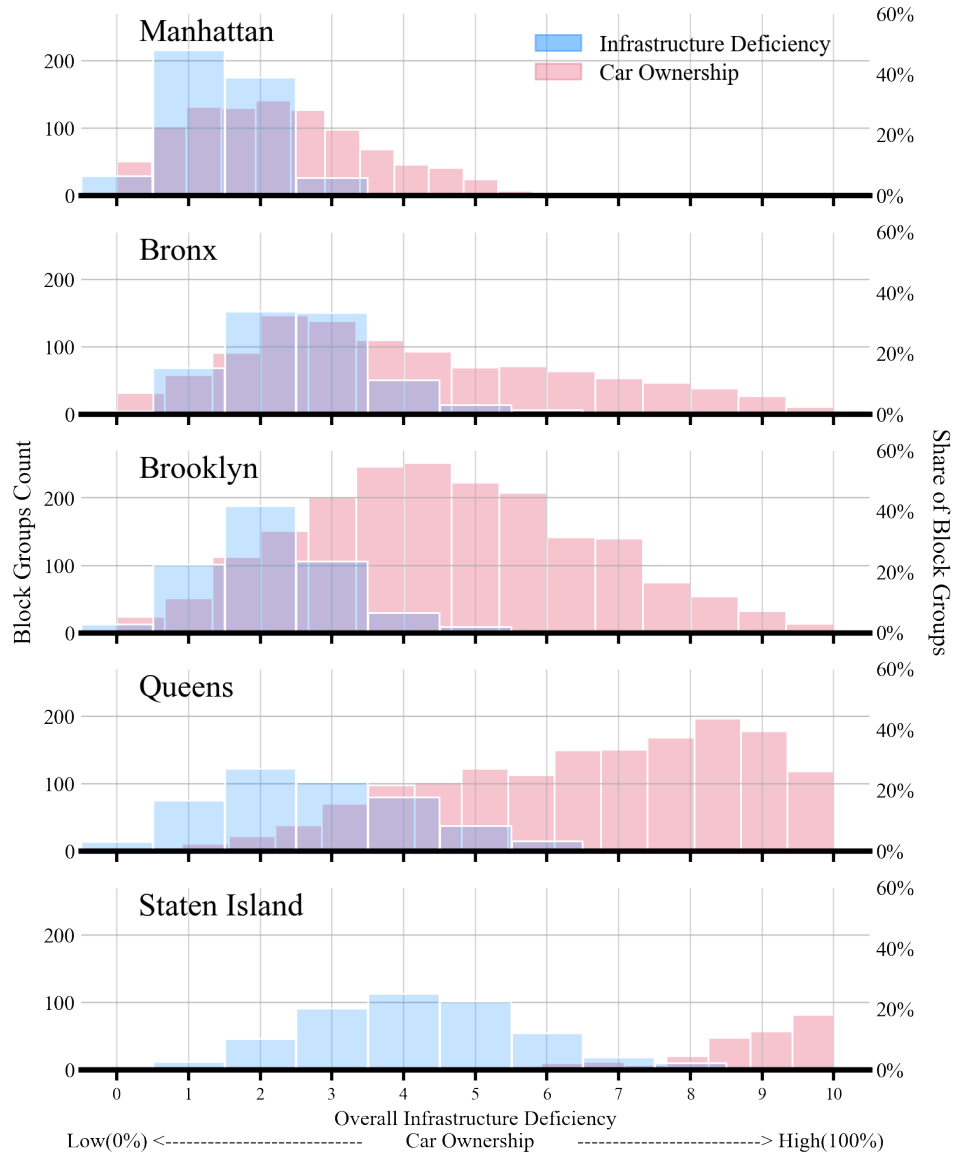 Manhattan
Infrastructure Deficiency
Car Ownership
60%
200
40%
100
20%
0
0%
Bronx
60%
200
40%
100
20%
0
0%
Brooklyn
60%
200
40%
100
20%
0
0%
Block Groups Count
Share of Block Groups
Queens
60%
200
40%
100
20%
0
0%
Staten Island
60%
200
40%
100
20%
0
0%
0 1 2 3 4 5 6 7 8 9 10
Overall Infrastructure Deficiency
Low(0%) <---------------------------- Car Ownership --------------------------> High(100%)